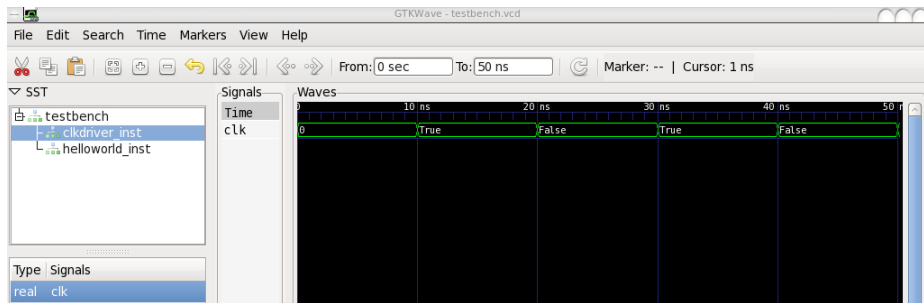 GTKWave - testbench.vcd
File Edit Search Time Markers View Help
From: 0 sec To: 50 ns Marker: -- | Cursor: 1 ns
SST
testbench
clkdriver_inst
helloworld_inst
Type Signals
real clk
Signals
Time
clk
Waves
0 10 ns 20 ns 30 ns 40 ns 50 n
0 True False True False